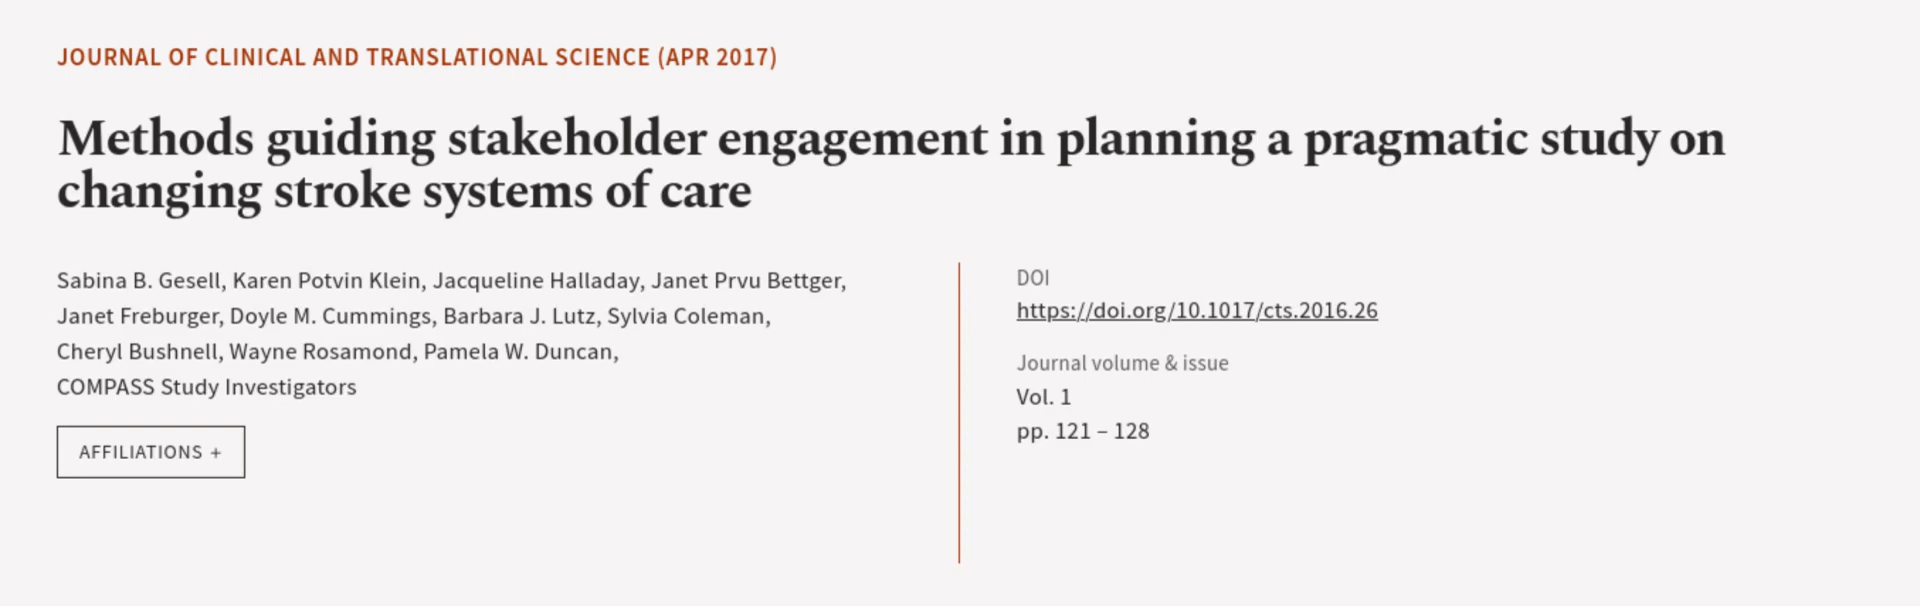 JOURNAL OF CLINICAL AND TRANSLATIONAL SCIENCE (APR 2017)
Methods guiding stakeholder engagement in planning a pragmatic study on
changing stroke systems of care
Sabina B. Gesell, Karen Potvin Klein, Jacqueline Halladay, Janet Prvu Bettger,
Janet Freburger, Doyle M. Cummings, Barbara J. Lutz, Sylvia Coleman,
Cheryl Bushnell, Wayne Rosamond, Pamela W. Duncan,
COMPASS Study Investigators
AFFILIATIONS +
DOI
https://doi.org/10.1017/cts.2016.26
Journal volume & issue
Vol. 1
pp. 121 – 128